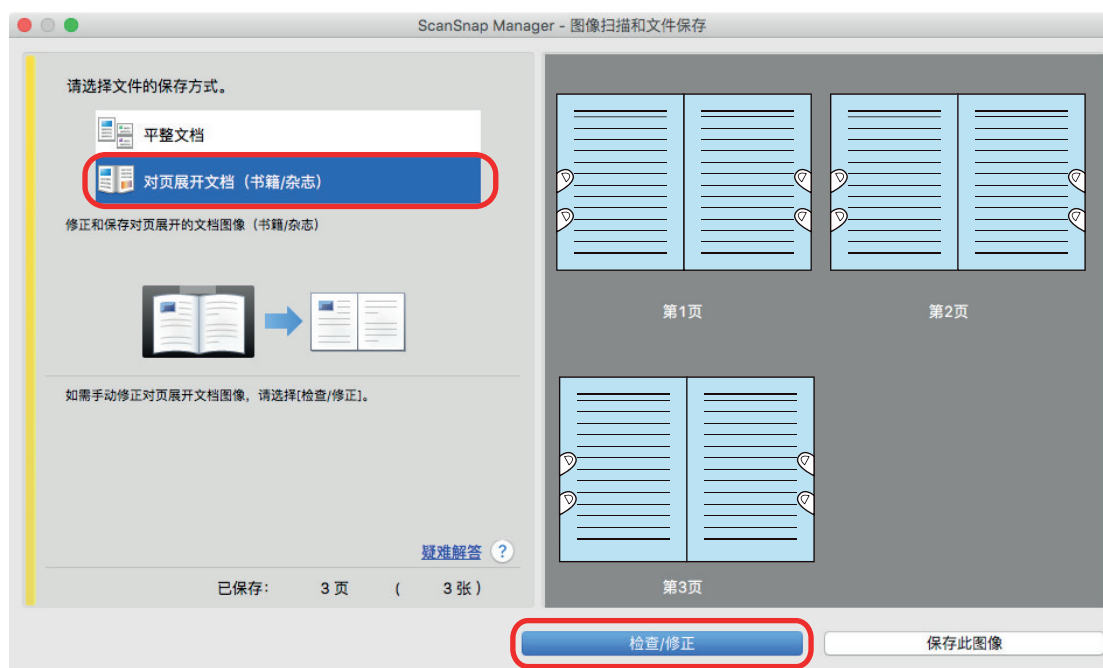 ScanSnap Manager - 图像扫描和文件保存
请选择文件的保存方式。
平整文档
对页展开文档（书籍/杂志）
修正和保存对页展开的文档图像（书籍/杂志）
如需手动修正对页展开文档图像，请选择[检查/修正]。
疑难解答 ?
已保存: 3 页 ( 3 张 )
第1页
第2页
第3页
检查/修正
保存此图像